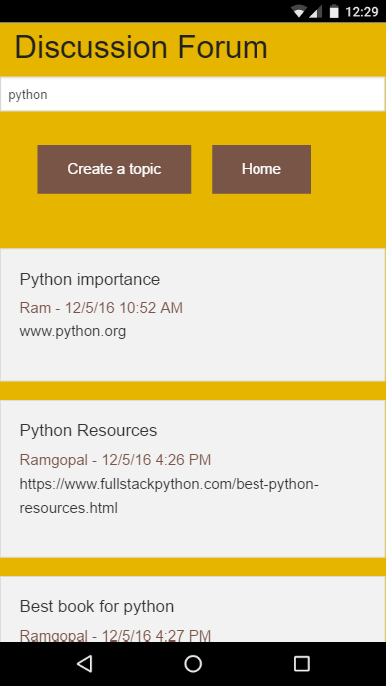 12:29
Discussion Forum
python
Create a topic Home
Python importance
Ram - 12/5/16 10:52 AM
www.python.org
Python Resources
Ramgopal - 12/5/16 4:26 PM
https://www.fullstackpython.com/best-python-
resources.html
Best book for python
Ramgopal - 12/5/16 4:27 PM